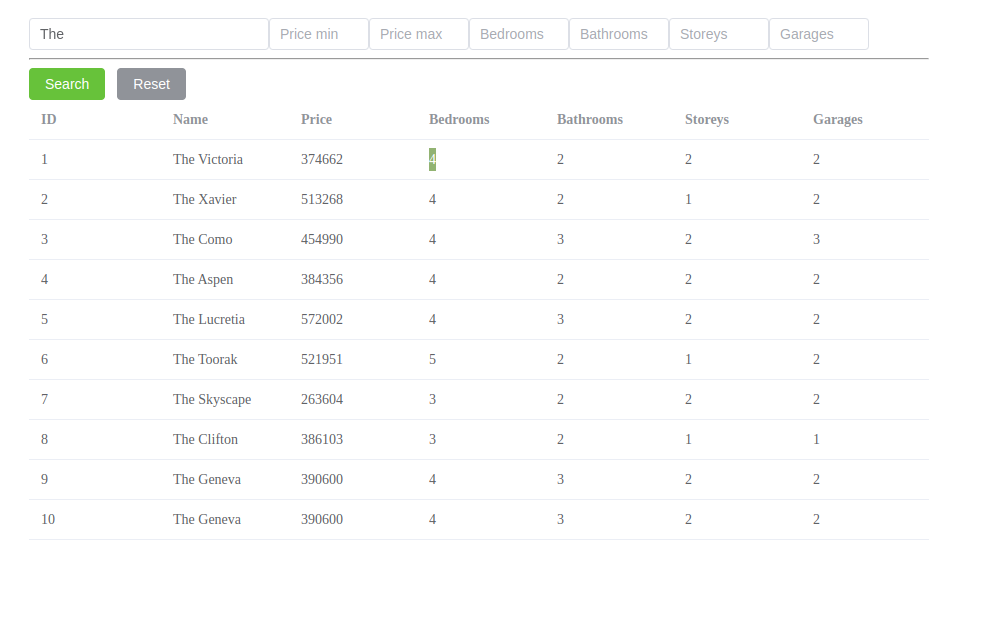 The Price min Price max Bedrooms Bathrooms Storeys Garages
Search Reset
ID Name Price Bedrooms Bathrooms Storeys Garages
1 The Victoria 374662 4 2 2 2
2 The Xavier 513268 4 2 1 2
3 The Como 454990 4 3 2 3
4 The Aspen 384356 4 2 2 2
5 The Lucretia 572002 4 3 2 2
6 The Toorak 521951 5 2 1 2
7 The Skyscape 263604 3 2 2 2
8 The Clifton 386103 3 2 1 1
9 The Geneva 390600 4 3 2 2
10 The Geneva 390600 4 3 2 2